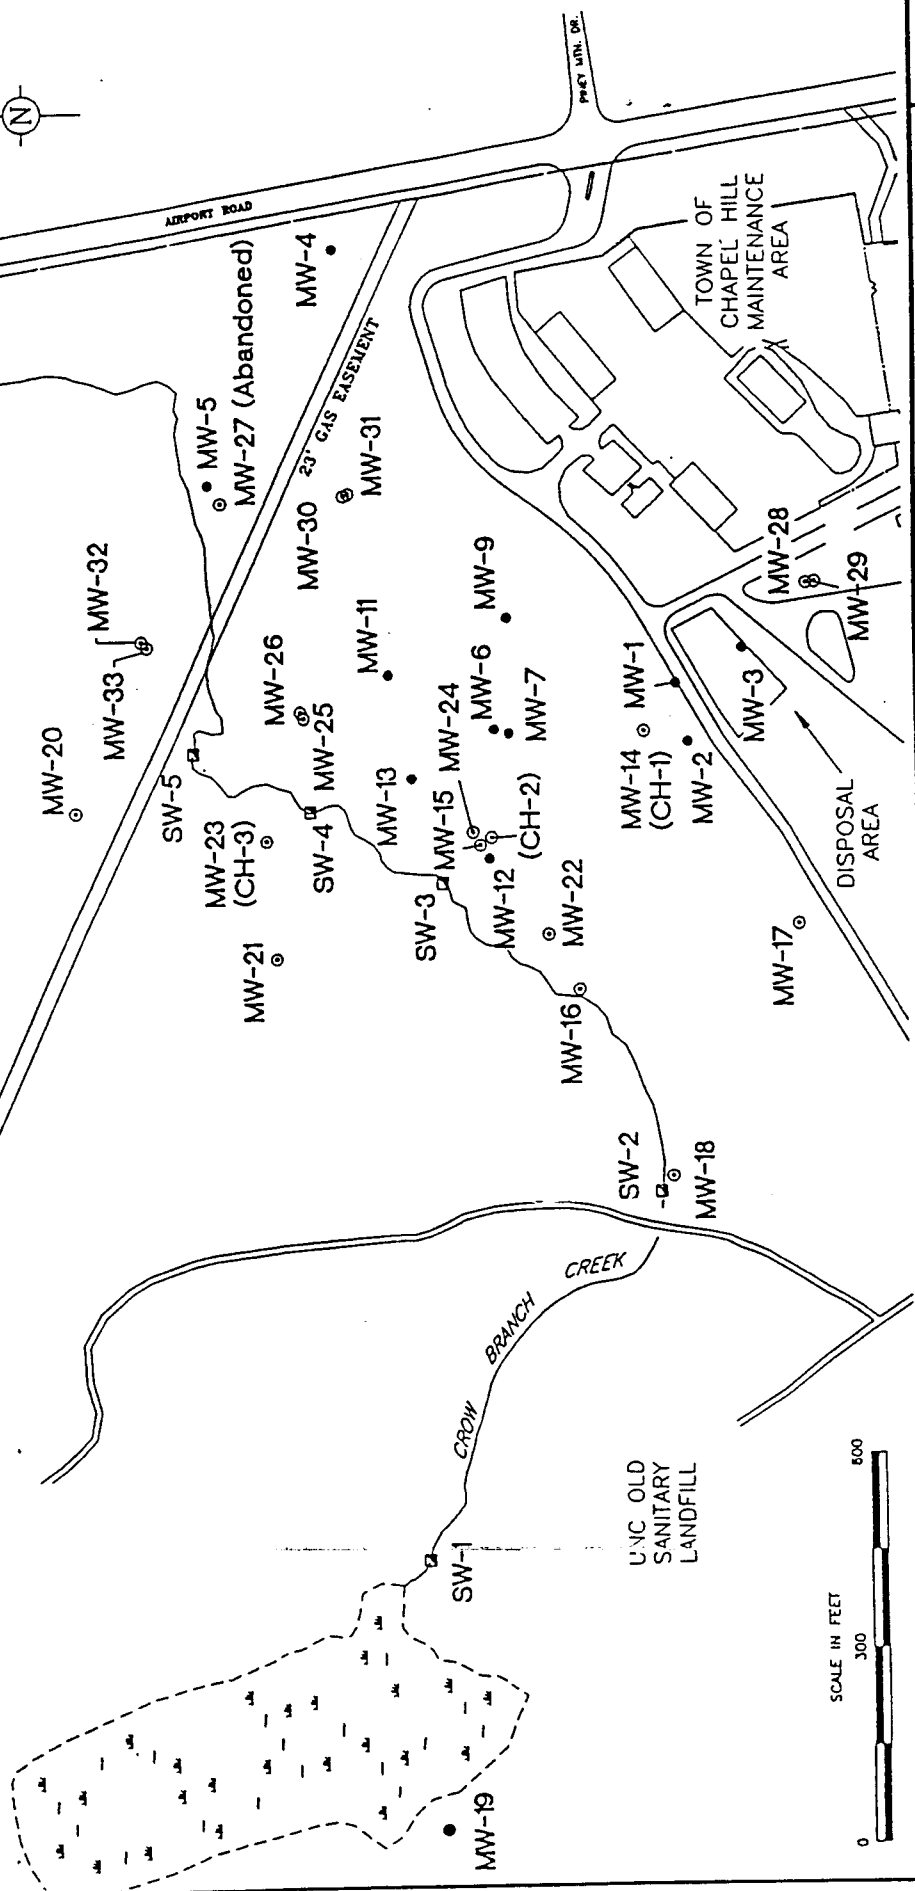 N
AIRPORT ROAD
PINEY MTN. DR.
MW-4
MW-5
MW-27 (Abandoned)
23' GAS EASEMENT
MW-30
MW-31
MW-32
MW-33
MW-20
SW-5
MW-26
MW-25
MW-11
MW-9
MW-6
MW-7
MW-24
MW-13
MW-15
(CH-2)
MW-12
MW-23
(CH-3)
SW-4
SW-3
MW-21
MW-22
MW-16
MW-1
MW-14
(CH-1)
MW-2
MW-3
MW-28
MW-29
TOWN OF
CHAPEL HILL
MAINTENANCE
AREA
DISPOSAL
AREA
MW-17
SW-2
MW-18
CROW BRANCH CREEK
SW-1
UNC OLD
SANITARY
LANDFILL
MW-19
SCALE IN FEET
0 300 600